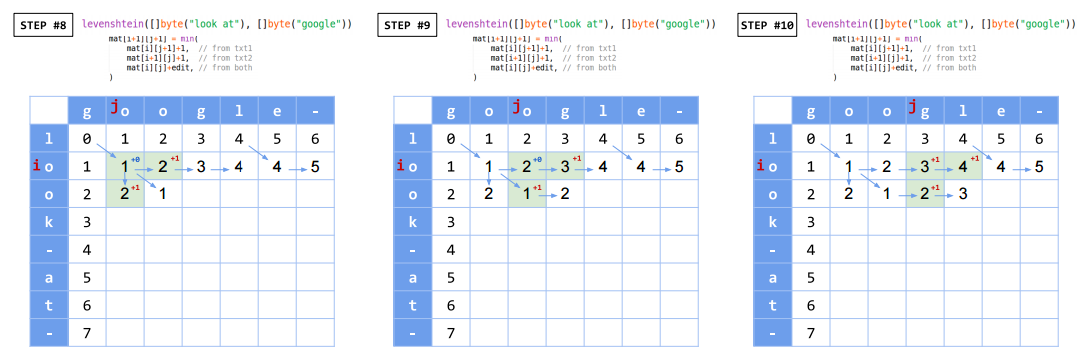 STEP #8
levenshtein([]byte("look at"), []byte("google"))
mat[i+1][j+1] = min(
mat[i][j+1]+1, // from txt1
mat[i+1][j]+1, // from txt2
mat[i][j]+edit, // from both
)
g j o o g l e -
l 0 1 2 3 4 5 6
i o 1 1 +0 2 +1 3 4 4 5
o 2 2 +1 1
k 3
- 4
a 5
t 6
- 7
STEP #9
levenshtein([]byte("look at"), []byte("google"))
mat[i+1][j+1] = min(
mat[i][j+1]+1, // from txt1
mat[i+1][j]+1, // from txt2
mat[i][j]+edit, // from both
)
g o j o g l e -
l 0 1 2 3 4 5 6
i o 1 1 2 +0 3 +1 4 4 5
o 2 2 1 +1 2
k 3
- 4
a 5
t 6
- 7
STEP #10
levenshtein([]byte("look at"), []byte("google"))
mat[i+1][j+1] = min(
mat[i][j+1]+1, // from txt1
mat[i+1][j]+1, // from txt2
mat[i][j]+edit, // from both
)
g o o j g l e -
l 0 1 2 3 4 5 6
i o 1 1 2 3 +1 4 +1 4 5
o 2 2 1 2 +1 3
k 3
- 4
a 5
t 6
- 7